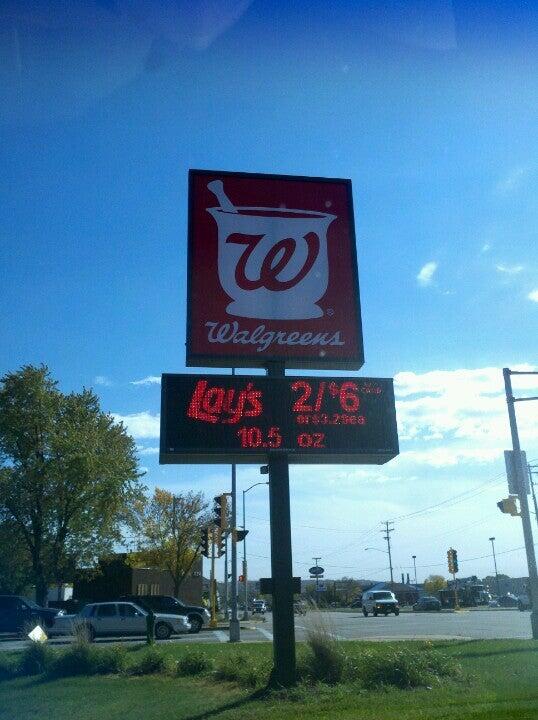 W
Walgreens®
Lay's 2/$6
or $3.29ea
10.5 oz